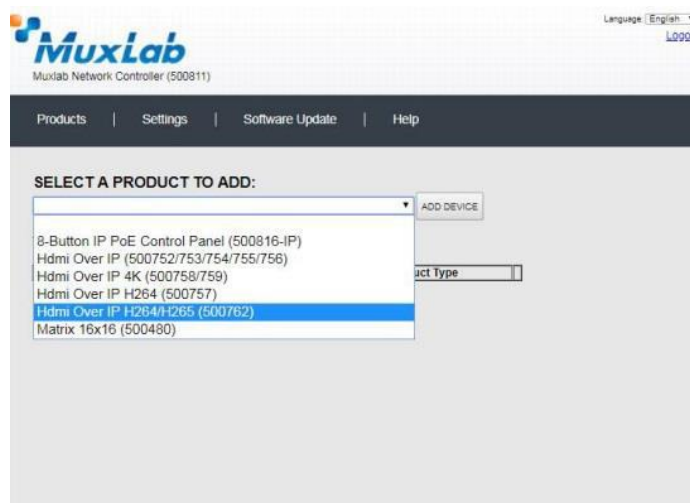 Language English
Logo
MuxLab
Muxlab Network Controller (500811)
Products | Settings | Software Update | Help
SELECT A PRODUCT TO ADD:
ADD DEVICE
8-Button IP PoE Control Panel (500816-IP)
Hdmi Over IP (500752/753/754/755/756)
Hdmi Over IP 4K (500758/759)
uct Type
Hdmi Over IP H264 (500757)
Hdmi Over IP H264/H265 (500762)
Matrix 16x16 (500480)